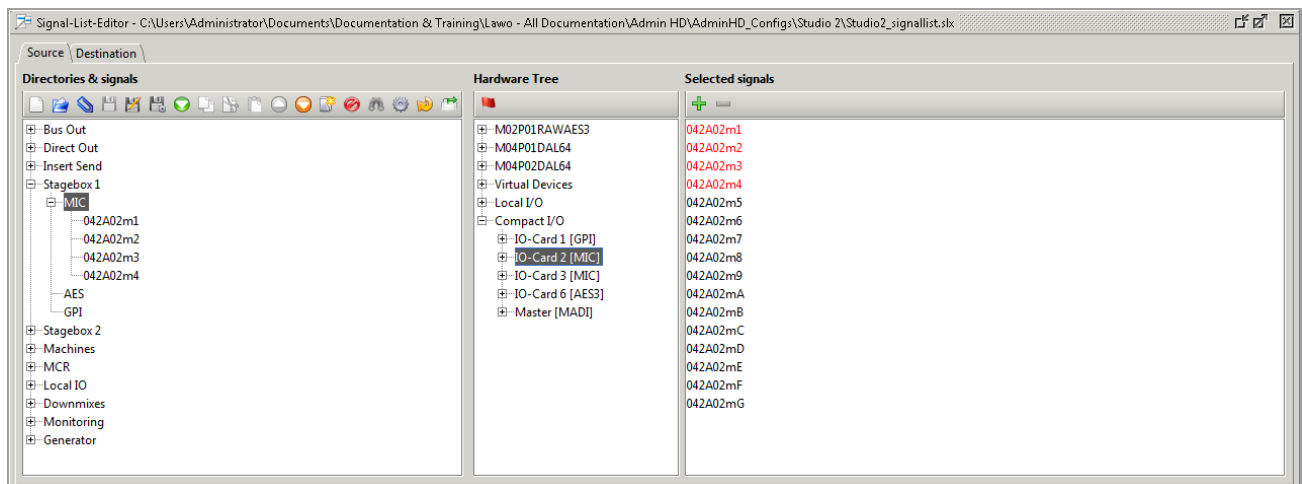 Signal-List-Editor - C:\Users\Administrator\Documents\Documentation & Training\Lawo - All Documentation\Admin HD\AdminHD_Configs\Studio 2\Studio2_signallist.slx
Source Destination
Directories & signals
Bus Out
Direct Out
Insert Send
Stagebox 1
MIC
042A02m1
042A02m2
042A02m3
042A02m4
AES
GPI
Stagebox 2
Machines
MCR
Local IO
Downmixes
Monitoring
Generator
Hardware Tree
M02P01RAWAES3
M04P01DAL64
M04P02DAL64
Virtual Devices
Local I/O
Compact I/O
IO-Card 1 [GPI]
IO-Card 2 [MIC]
IO-Card 3 [MIC]
IO-Card 6 [AES3]
Master [MADI]
Selected signals
042A02m1
042A02m2
042A02m3
042A02m4
042A02m5
042A02m6
042A02m7
042A02m8
042A02m9
042A02mA
042A02mB
042A02mC
042A02mD
042A02mE
042A02mF
042A02mG